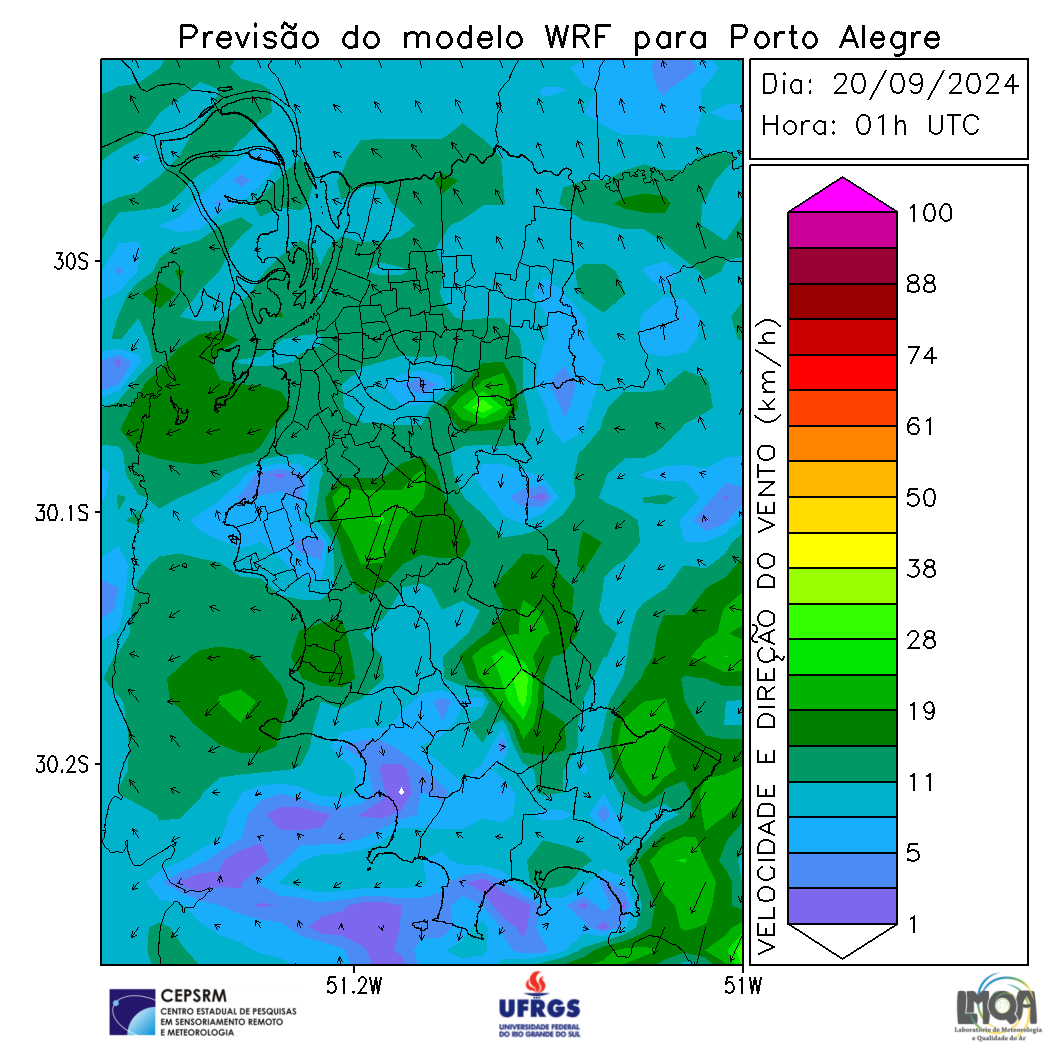 Previsão do modelo WRF para Porto Alegre
Dia: 20/09/2024
Hora: 01h UTC
30S
30.1S
30.2S
51.2W
51W
VELOCIDADE E DIREÇÃO DO VENTO (km/h)
100
88
74
61
50
38
28
19
11
5
1
CEPSRM
CENTRO ESTADUAL DE PESQUISAS
EM SENSORIAMENTO REMOTO
E METEOROLOGIA
UFRGS
UNIVERSIDADE FEDERAL
DO RIO GRANDE DO SUL
LMQA
Laboratório de Meteorologia
e Qualidade do Ar